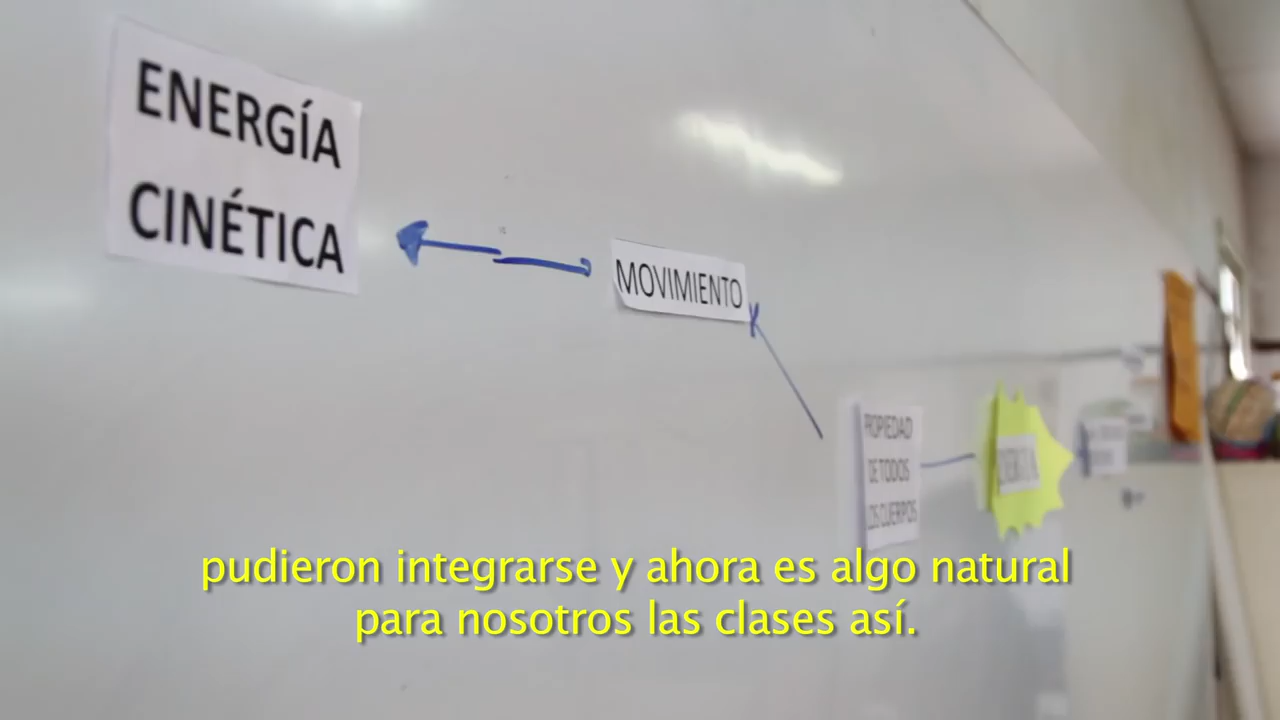 ENERGÍA
CINÉTICA
MOVIMIENTO
PROPIEDAD
DE TODOS
LOS CUERPOS
ENERGÍA
pudieron integrarse y ahora es algo natural
para nosotros las clases así.